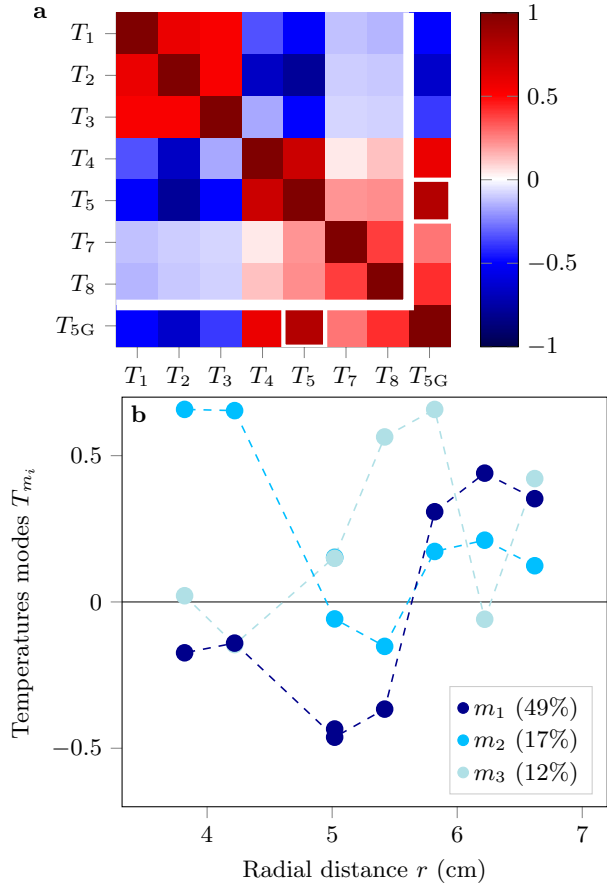 a
T1
T2
T3
T4
T5
T7
T8
T5G
T1 T2 T3 T4 T5 T7 T8 T5G
1
0.5
0
−0.5
−1
b
Temperatures modes Tmi
0.5
0
−0.5
m1 (49%)
m2 (17%)
m3 (12%)
4 5 6 7
Radial distance r (cm)